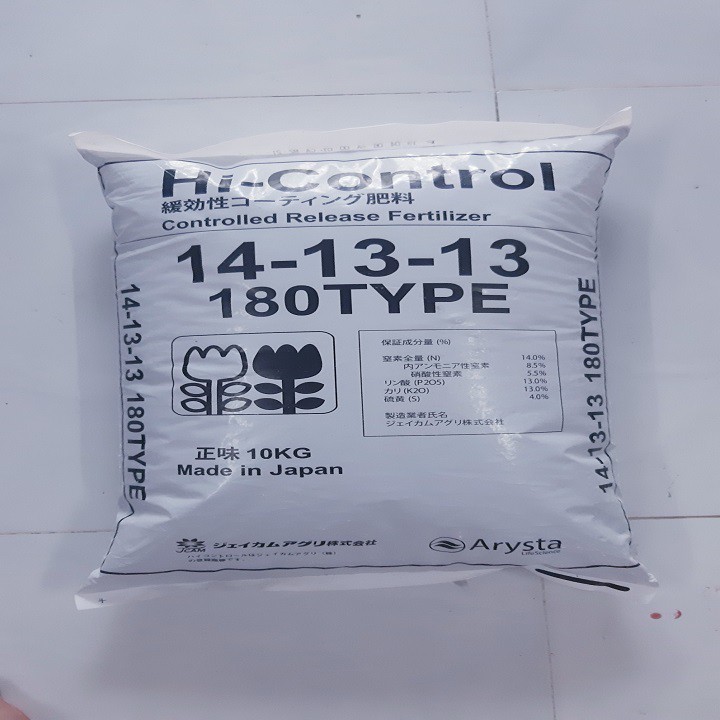 Hi-Control
緩効性コーティング肥料
Controlled Release Fertilizer
14-13-13
180TYPE
14-13-13 180TYPE
保証成分量 (%)
窒素全量 (N) 14.0%
内アンモニア性窒素 8.5%
硝酸性窒素 5.5%
リン酸 (P2O5) 13.0%
カリ(K2O) 13.0%
硫黄 (S) 4.0%
製造業者氏名
ジェイカムアグリ株式会社
14-13-13 180TYPE
正味 10KG
Made in Japan
JCAM ジェイカムアグリ株式会社
Arysta
LifeScience